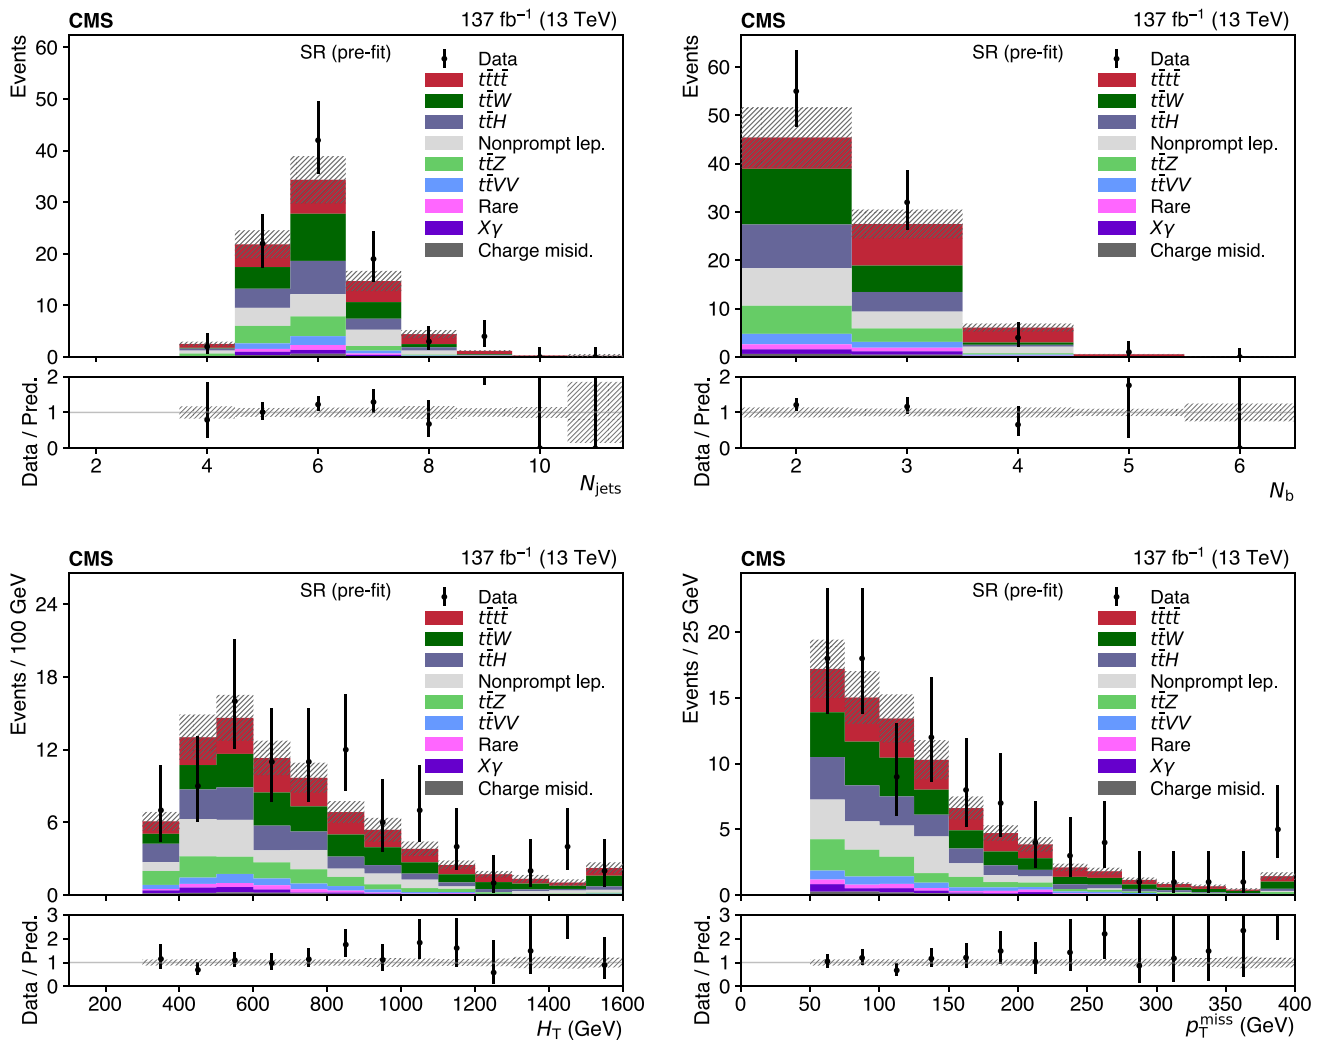 CMS 137 fb⁻¹ (13 TeV)
SR (pre-fit)
Events
60
50
40
30
20
10
0
Data
tt̄tt̄
tt̄W
tt̄H
Nonprompt lep.
tt̄Z
tt̄VV
Rare
Xγ
Charge misid.
Data / Pred.
2
1
0
2 4 6 8 10
N_jets
CMS 137 fb⁻¹ (13 TeV)
SR (pre-fit)
Events
60
50
40
30
20
10
0
Data
tt̄tt̄
tt̄W
tt̄H
Nonprompt lep.
tt̄Z
tt̄VV
Rare
Xγ
Charge misid.
Data / Pred.
2
1
0
2 3 4 5 6
N_b
CMS 137 fb⁻¹ (13 TeV)
SR (pre-fit)
Events / 100 GeV
24
18
12
6
0
Data
tt̄tt̄
tt̄W
tt̄H
Nonprompt lep.
tt̄Z
tt̄VV
Rare
Xγ
Charge misid.
Data / Pred.
3
2
1
0
200 400 600 800 1000 1200 1400 1600
H_T (GeV)
CMS 137 fb⁻¹ (13 TeV)
SR (pre-fit)
Events / 25 GeV
20
15
10
5
0
Data
tt̄tt̄
tt̄W
tt̄H
Nonprompt lep.
tt̄Z
tt̄VV
Rare
Xγ
Charge misid.
Data / Pred.
3
2
1
0
0 50 100 150 200 250 300 350 400
p_T^miss (GeV)